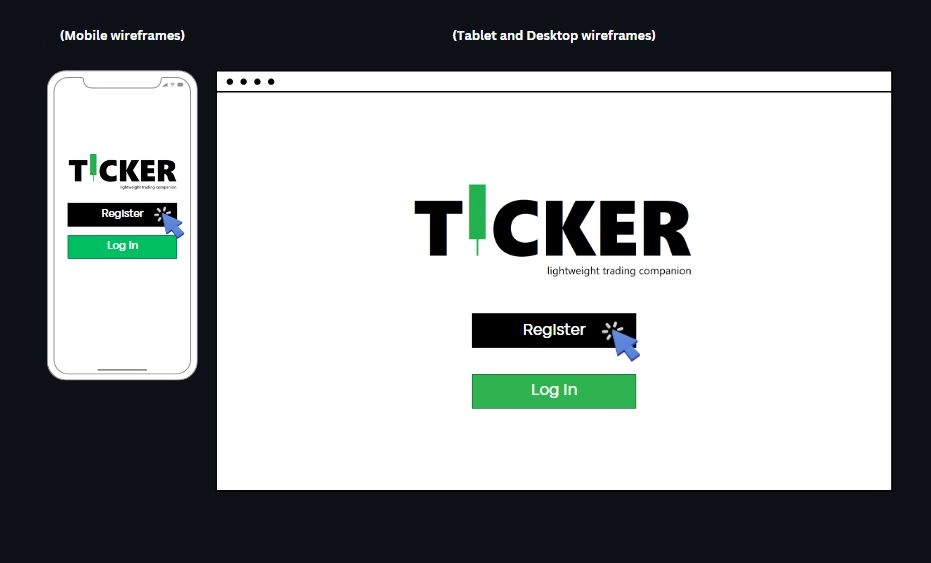 (Mobile wireframes)
(Tablet and Desktop wireframes)
TICKER
lightweight trading companion
Register
Log In
TICKER
lightweight trading companion
Register
Log In